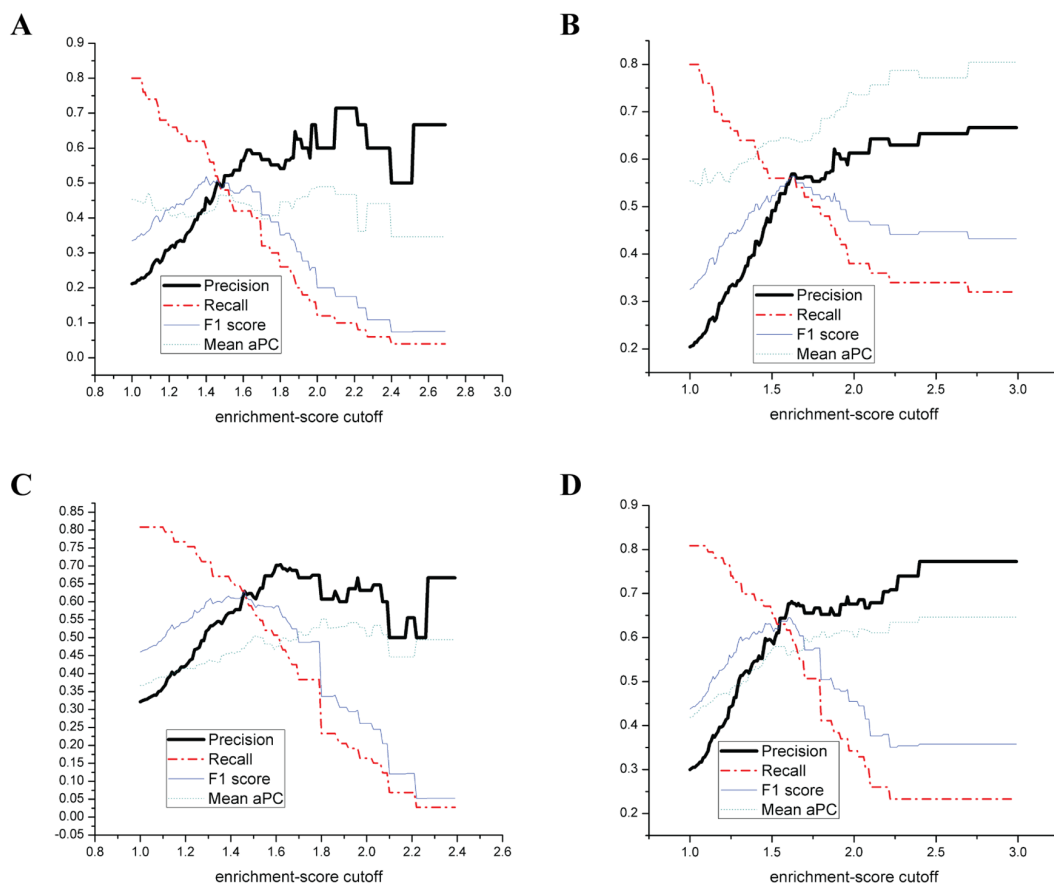 A
0.9
0.8
0.7
0.6
0.5
0.4
0.3
0.2
0.1
0.0
Precision
Recall
F1 score
Mean aPC
0.8 1.0 1.2 1.4 1.6 1.8 2.0 2.2 2.4 2.6 2.8 3.0
enrichment-score cutoff
B
0.8
0.7
0.6
0.5
0.4
0.3
0.2
Precision
Recall
F1 score
Mean aPC
1.0 1.5 2.0 2.5 3.0
enrichment-score cutoff
C
0.85
0.80
0.75
0.70
0.65
0.60
0.55
0.50
0.45
0.40
0.35
0.30
0.25
0.20
0.15
0.10
0.05
0.00
-0.05
Precision
Recall
F1 score
Mean aPC
0.8 1.0 1.2 1.4 1.6 1.8 2.0 2.2 2.4 2.6
enrichment-score cutoff
D
0.9
0.8
0.7
0.6
0.5
0.4
0.3
0.2
Precision
Recall
F1 score
Mean aPC
1.0 1.5 2.0 2.5 3.0
enrichment-score cutoff